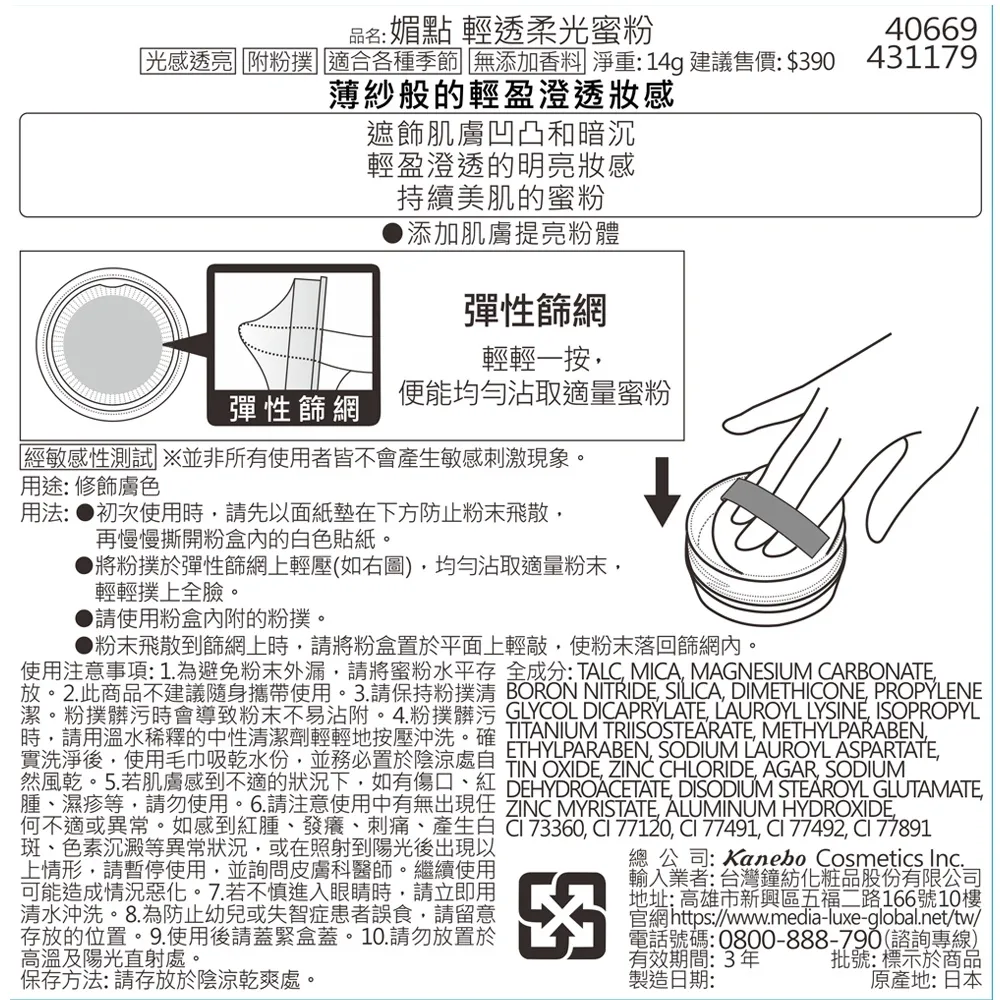 品名:媚點 輕透柔光蜜粉
40669
431179
光感透亮 附粉撲 適合各種季節 無添加香料 淨重: 14g 建議售價: $390
薄紗般的輕盈澄透妝感
遮飾肌膚凹凸和暗沉
輕盈澄透的明亮妝感
持續美肌的蜜粉
●添加肌膚提亮粉體
彈性篩網
輕輕一按，
便能均勻沾取適量蜜粉
彈性篩網
經敏感性測試 ※並非所有使用者皆不會產生敏感刺激現象。
用途: 修飾膚色
用法: ●初次使用時，請先以面紙墊在下方防止粉末飛散，
再慢慢撕開粉盒內的白色貼紙。
●將粉撲於彈性篩網上輕壓(如右圖)，均勻沾取適量粉末，
輕輕撲上全臉。
●請使用粉盒內附的粉撲。
●粉末飛散到篩網上時，請將粉盒置於平面上輕敲，使粉末落回篩網內。
使用注意事項: 1.為避免粉末外漏，請將蜜粉水平存
放。2.此商品不建議隨身攜帶使用。3.請保持粉撲清
潔。粉撲髒污時會導致粉末不易沾附。4.粉撲髒污
時，請用溫水稀釋的中性清潔劑輕輕地按壓沖洗。確
實洗淨後，使用毛巾吸乾水份，並務必置於陰涼處自
然風乾。5.若肌膚感到不適的狀況下，如有傷口、紅
腫、濕疹等，請勿使用。6.請注意使用中有無出現任
何不適或異常。如感到紅腫、發癢、刺痛、產生白
斑、色素沉澱等異常狀況，或在照射到陽光後出現以
上情形，請暫停使用，並詢問皮膚科醫師。繼續使用
可能造成情況惡化。7.若不慎進入眼睛時，請立即用
清水沖洗。8.為防止幼兒或失智症患者誤食，請留意
存放的位置。9.使用後請蓋緊盒蓋。10.請勿放置於
高溫及陽光直射處。
保存方法: 請存放於陰涼乾爽處。
全成分: TALC, MICA, MAGNESIUM CARBONATE,
BORON NITRIDE, SILICA, DIMETHICONE, PROPYLENE
GLYCOL DICAPRYLATE, LAUROYL LYSINE, ISOPROPYL
TITANIUM TRIISOSTEARATE, METHYLPARABEN,
ETHYLPARABEN, SODIUM LAUROYL ASPARTATE,
TIN OXIDE, ZINC CHLORIDE, AGAR, SODIUM
DEHYDROACETATE, DISODIUM STEAROYL GLUTAMATE,
ZINC MYRISTATE, ALUMINUM HYDROXIDE,
CI 73360, CI 77120, CI 77491, CI 77492, CI 77891
總公司: Kanebo Cosmetics Inc.
輸入業者: 台灣鐘紡化粧品股份有限公司
地址: 高雄市新興區五福二路166號10樓
官網https://www.media-luxe-global.net/tw/
電話號碼: 0800-888-790(諮詢專線)
有效期間: 3年 批號: 標示於商品
製造日期: 原產地: 日本